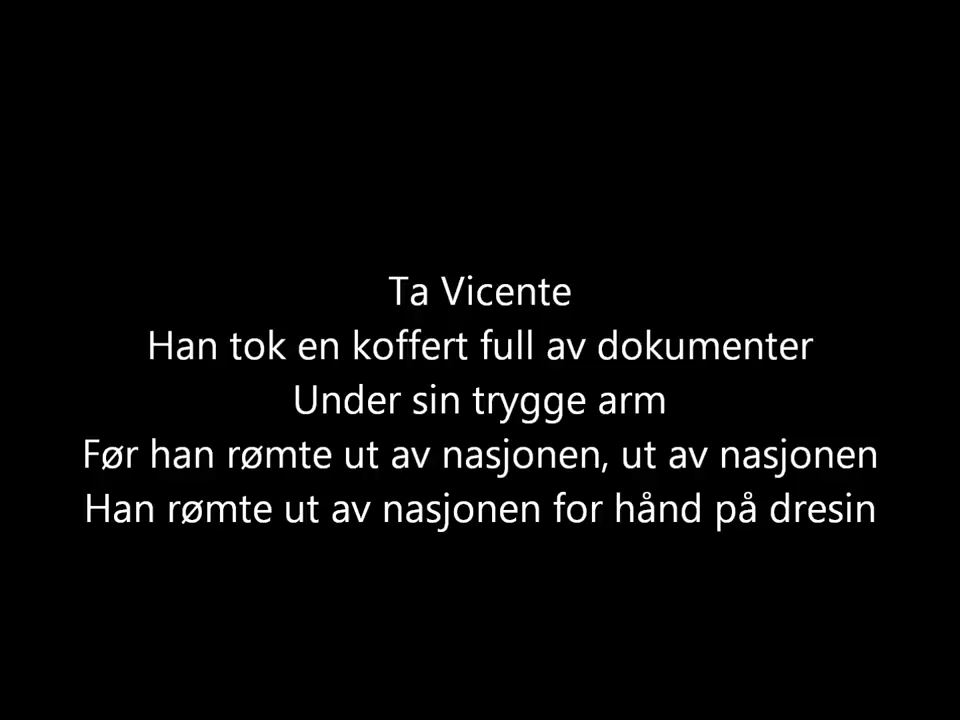 Ta Vicente
Han tok en koffert full av dokumenter
Under sin trygge arm
Før han rømte ut av nasjonen, ut av nasjonen
Han rømte ut av nasjonen for hånd på dresin